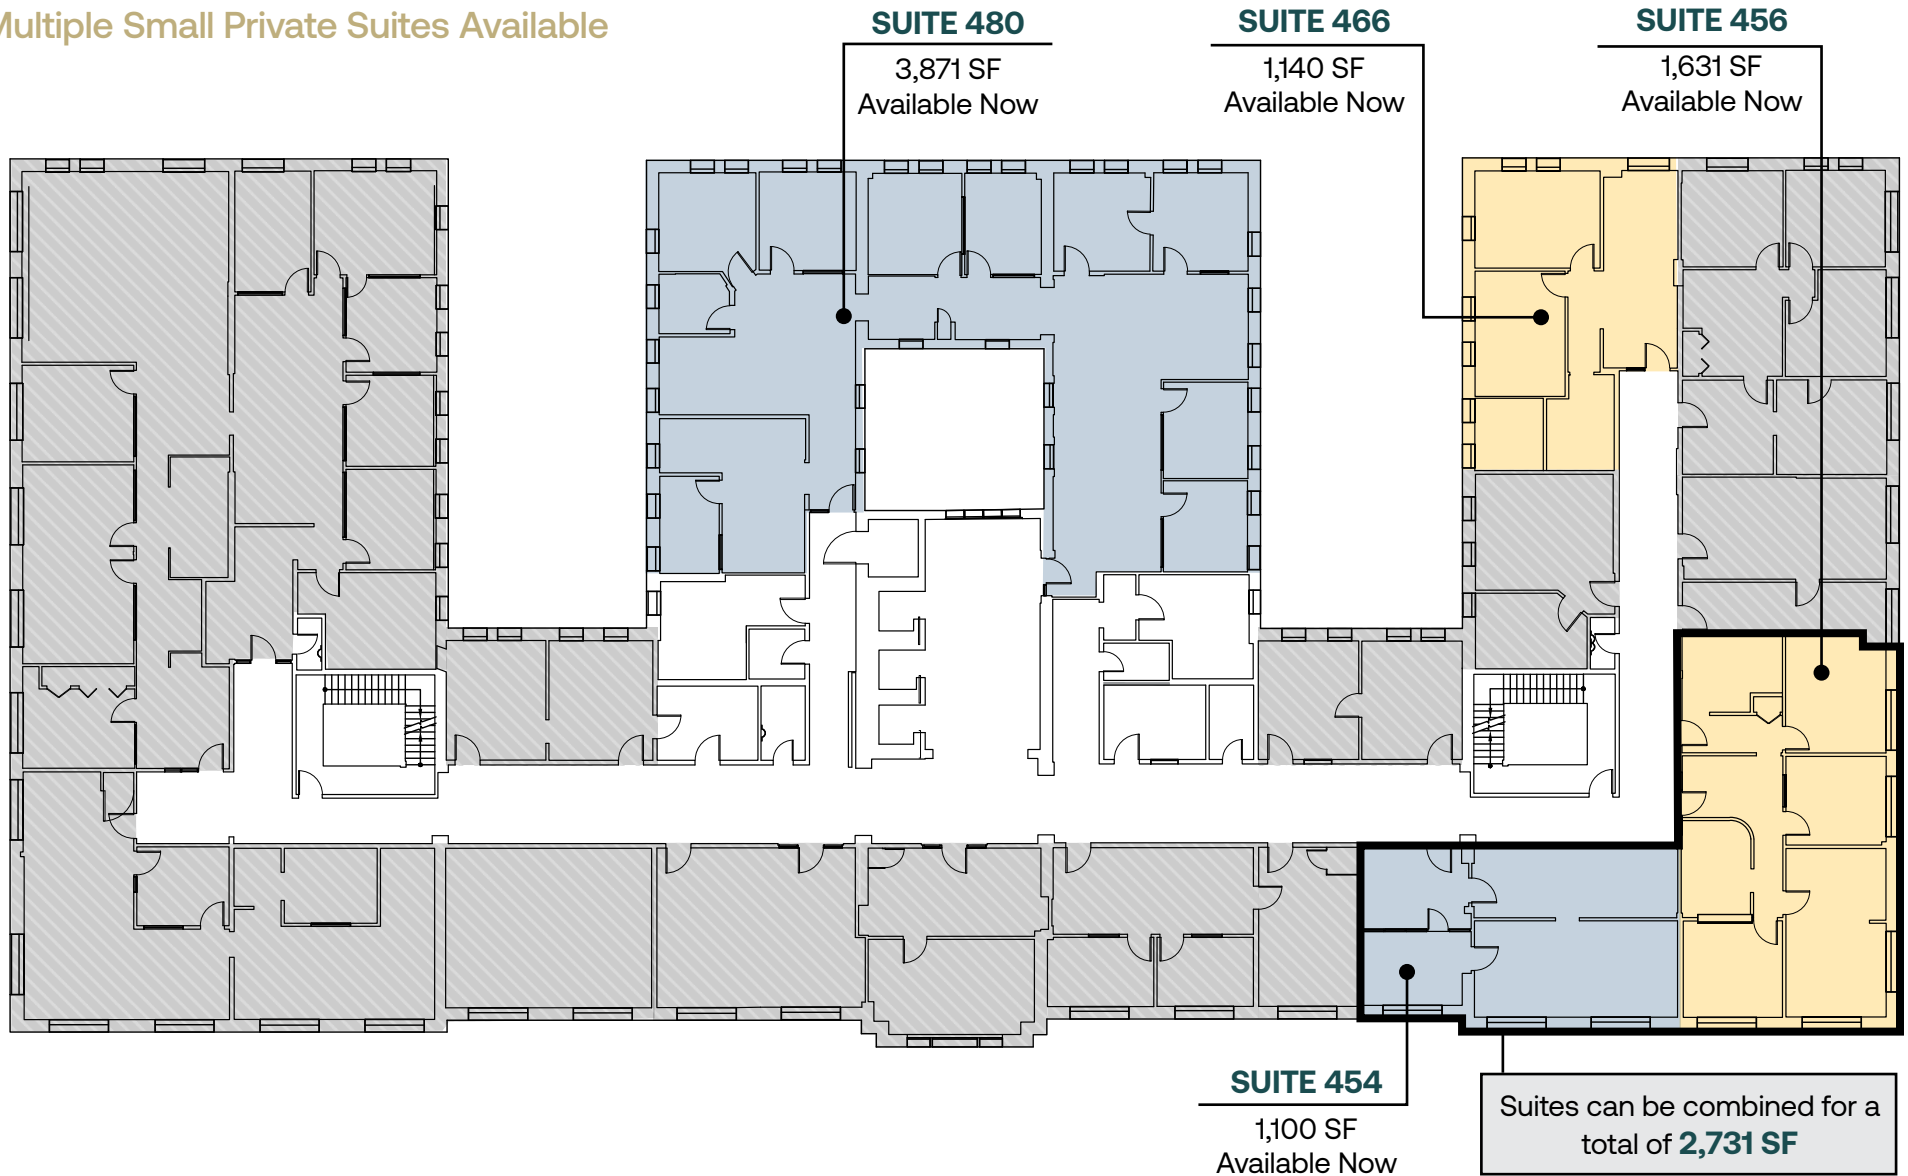 Multiple Small Private Suites Available
SUITE 480
3,871 SF
Available Now
SUITE 466
1,140 SF
Available Now
SUITE 456
1,631 SF
Available Now
SUITE 454
1,100 SF
Available Now
Suites can be combined for a
total of 2,731 SF